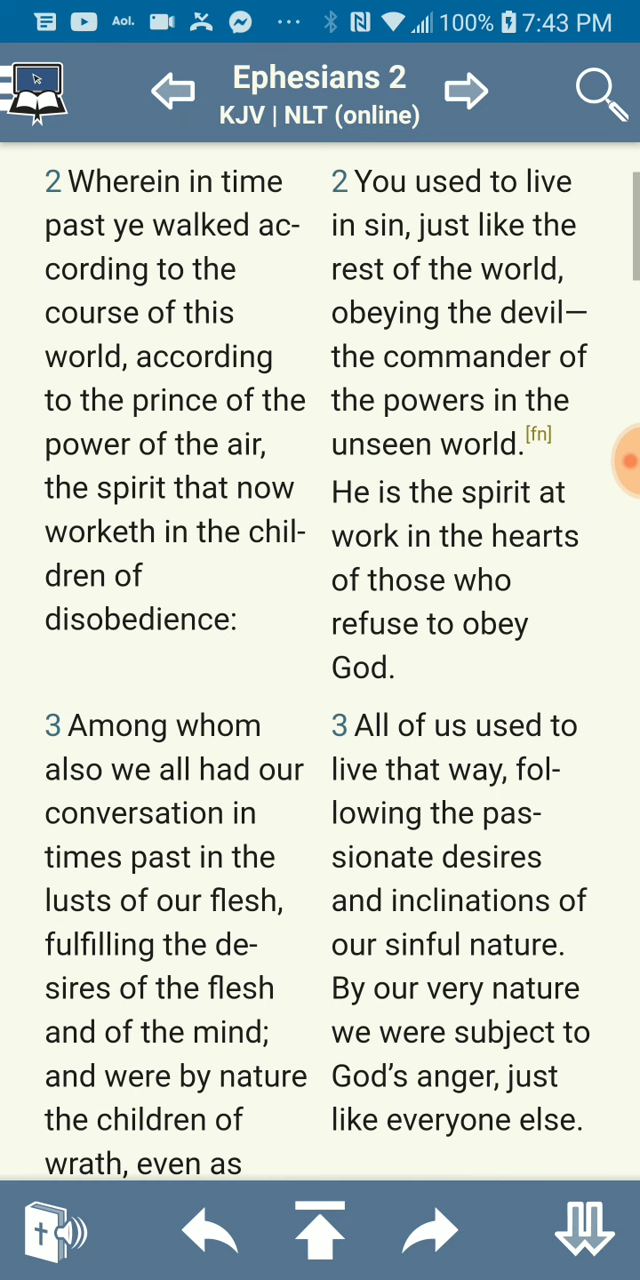 Aol. ... 100% 7:43 PM
Ephesians 2
KJV | NLT (online)
2 Wherein in time
past ye walked ac-
cording to the
course of this
world, according
to the prince of the
power of the air,
the spirit that now
worketh in the chil-
dren of
disobedience:
2 You used to live
in sin, just like the
rest of the world,
obeying the devil—
the commander of
the powers in the
unseen world.[fn]
He is the spirit at
work in the hearts
of those who
refuse to obey
God.
3 Among whom
also we all had our
conversation in
times past in the
lusts of our flesh,
fulfilling the de-
sires of the flesh
and of the mind;
and were by nature
the children of
wrath, even as
3 All of us used to
live that way, fol-
lowing the pas-
sionate desires
and inclinations of
our sinful nature.
By our very nature
we were subject to
God's anger, just
like everyone else.